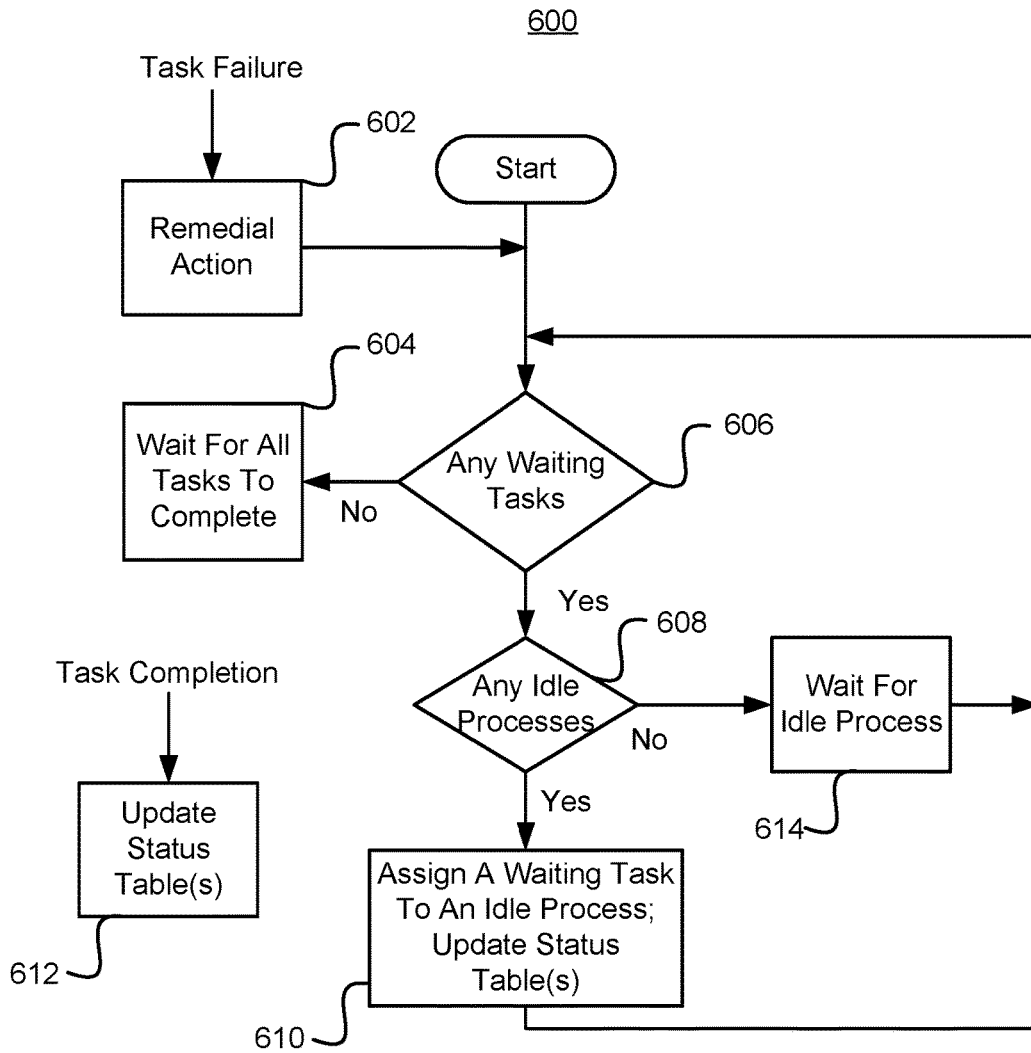 600
Task Failure
602
Start
Remedial
Action
604
Wait For All
Tasks To
Complete
No
Any Waiting
Tasks
606
Yes
608
Task Completion
Any Idle
Processes
No
Wait For
Idle Process
614
Yes
Update
Status
Table(s)
612
Assign A Waiting Task
To An Idle Process;
Update Status
Table(s)
610